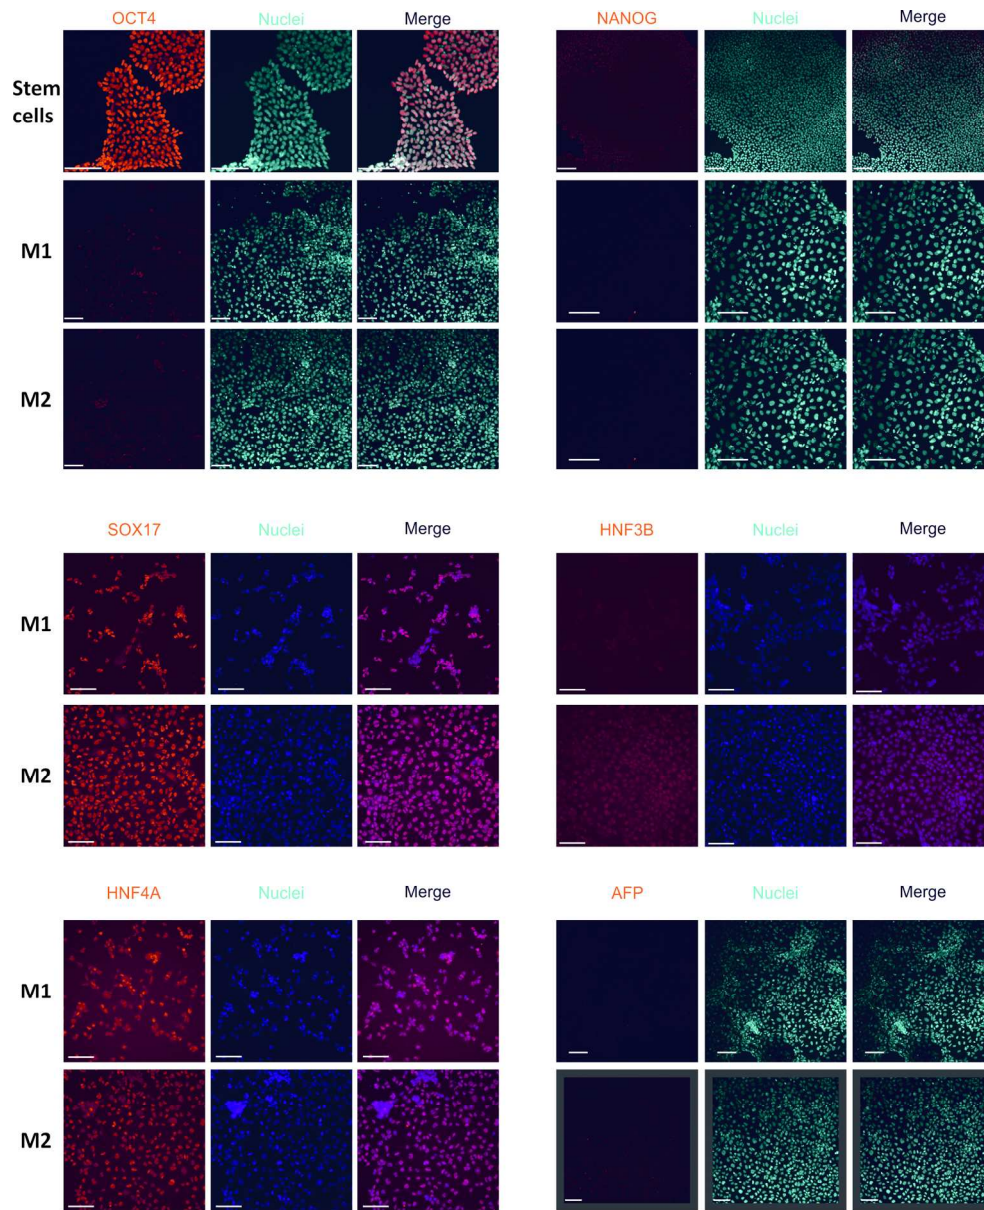 OCT4 Nuclei Merge NANOG Nuclei Merge
Stem
cells
M1
M2
SOX17 Nuclei Merge HNF3B Nuclei Merge
M1
M2
HNF4A Nuclei Merge AFP Nuclei Merge
M1
M2